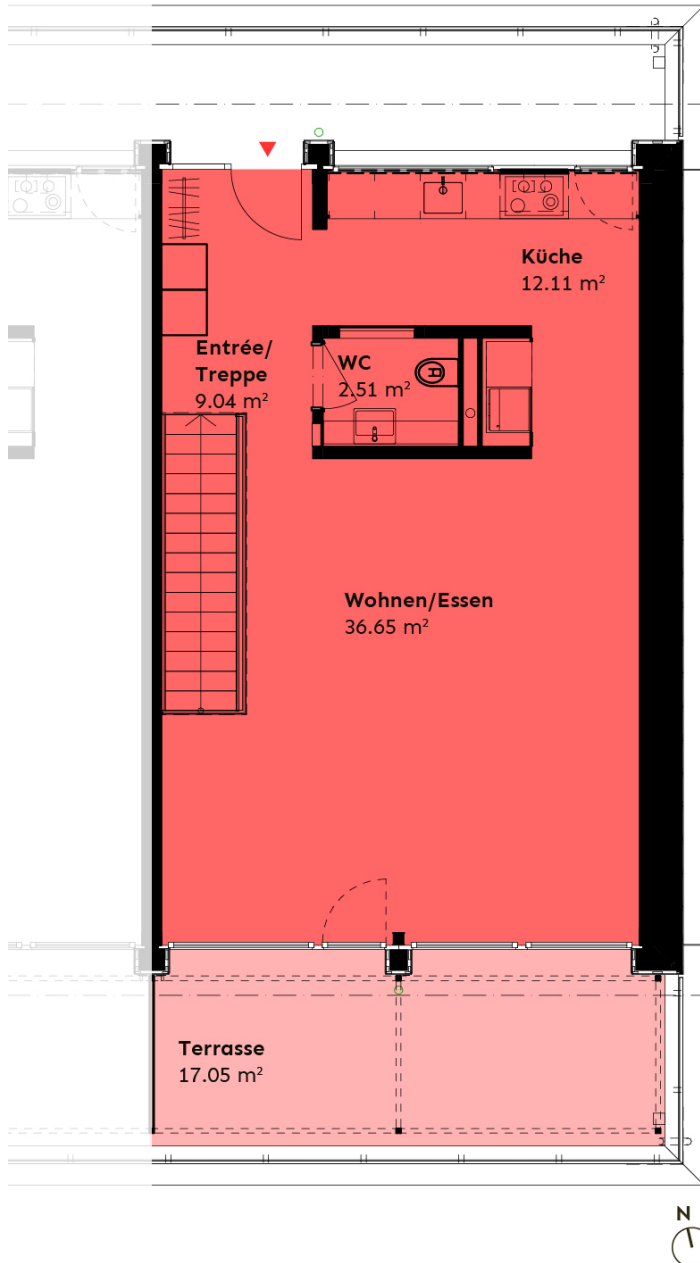 Küche
12.11 m²
Entrée/
Treppe
9.04 m²
WC
2.51 m²
Wohnen/Essen
36.65 m²
Terrasse
17.05 m²
N